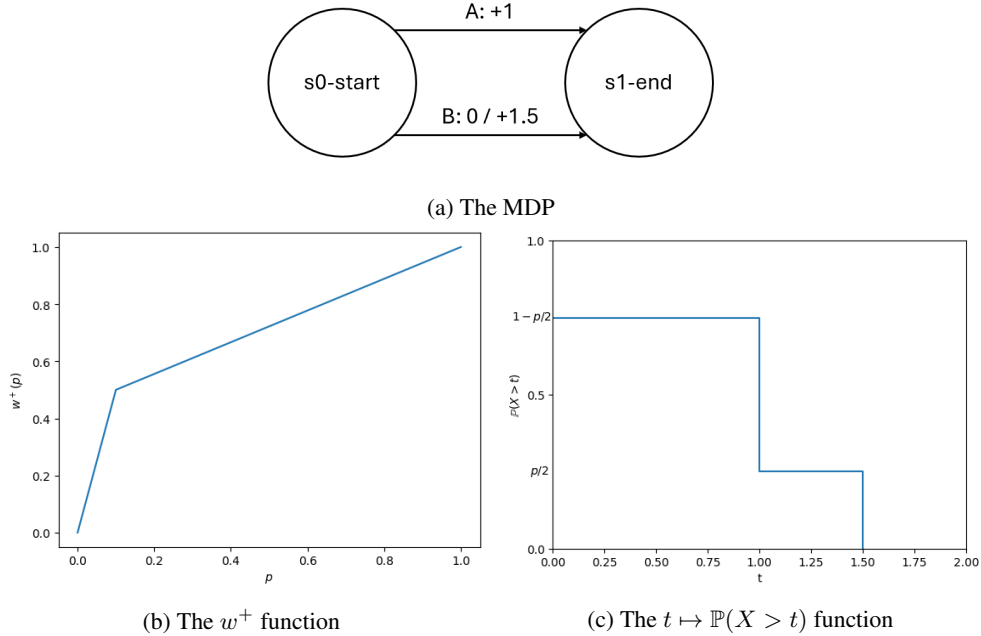 A: +1
s0-start
s1-end
B: 0 / +1.5
(a) The MDP
1.0
0.8
0.6
0.4
0.2
0.0
w⁺(p)
0.0 0.2 0.4 0.6 0.8 1.0
p
(b) The w⁺ function
1.0
1 − p/2
0.5
p/2
0.0
ℙ(X > t)
0.00 0.25 0.50 0.75 1.00 1.25 1.50 1.75 2.00
t
(c) The t ↦ ℙ(X > t) function